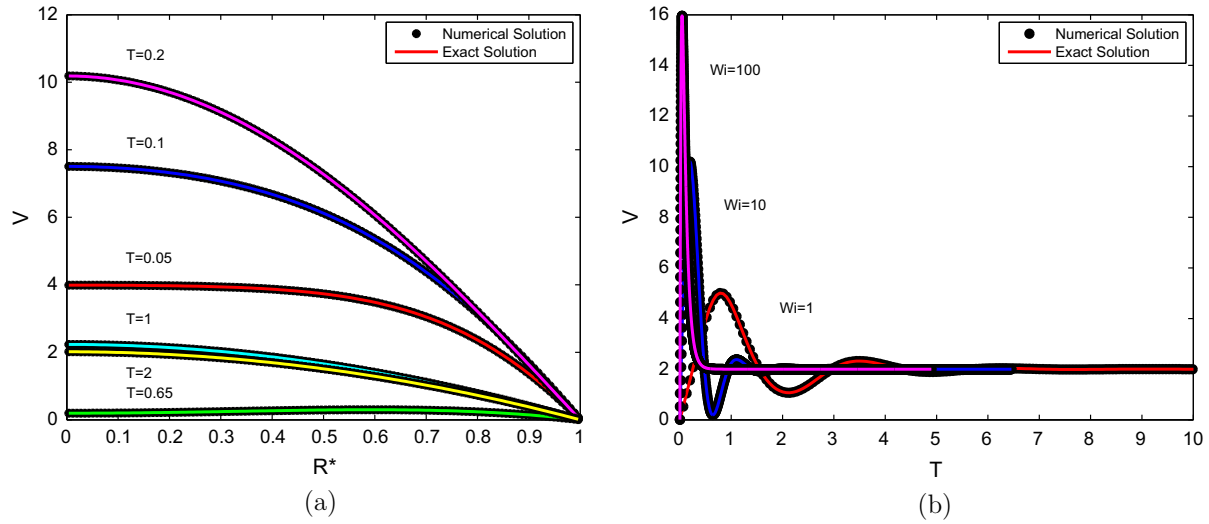 12
10
8
6
4
2
0
V
T=0.2
T=0.1
T=0.05
T=1
T=2
T=0.65
Numerical Solution
Exact Solution
0 0.1 0.2 0.3 0.4 0.5 0.6 0.7 0.8 0.9 1
R*
(a)
16
14
12
10
8
6
4
2
0
V
Wi=100
Wi=10
Wi=1
Numerical Solution
Exact Solution
0 1 2 3 4 5 6 7 8 9 10
T
(b)